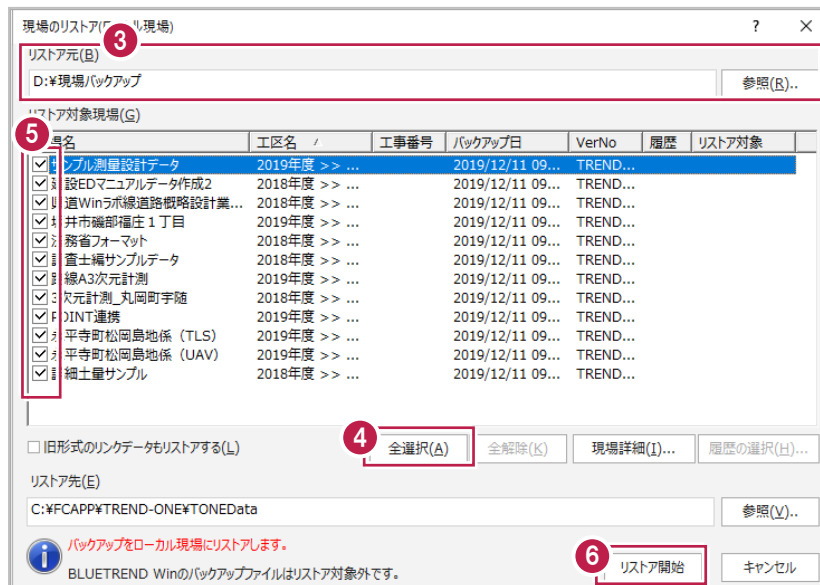 現場のリストア(ローカル現場) ? ×
3
リストア元(B)
D:¥現場バックアップ 参照(R)..
リストア対象現場(G)
5
工区名 工事番号 バックアップ日 VerNo 履歴 リストア対象
サンプル測量設計データ 2019年度 >> ... 2019/12/11 09... TREND...
建設EDマニュアルデータ作成2 2018年度 >> ... 2019/12/11 09... TREND...
県道Winラボ線道路概略設計業... 2018年度 >> ... 2019/12/11 09... TREND...
坂井市磯部福庄1丁目 2019年度 >> ... 2019/12/11 09... TREND...
法務省フォーマット 2018年度 >> ... 2019/12/11 09... TREND...
調査士編サンプルデータ 2018年度 >> ... 2019/12/11 09... TREND...
路線A3次元計測 2019年度 >> ... 2019/12/11 09... TREND...
3次元計測_丸岡町宇随 2018年度 >> ... 2019/12/11 09... TREND...
POINT連携 2019年度 >> ... 2019/12/11 09... TREND...
永平寺町松岡島地係(TLS) 2019年度 >> ... 2019/12/11 09... TREND...
永平寺町松岡島地係(UAV) 2019年度 >> ... 2019/12/11 09... TREND...
詳細土量サンプル 2018年度 >> ... 2019/12/11 09... TREND...
旧形式のリンクデータもリストアする(L) 4 全選択(A) 全解除(K) 現場詳細(I)... 履歴の選択(H)...
リストア先(E)
C:¥FCAPP¥TREND-ONE¥TONEData 参照(V)..
バックアップをローカル現場にリストアします。
BLUETREND Winのバックアップファイルはリストア対象外です。
6 リストア開始 キャンセル